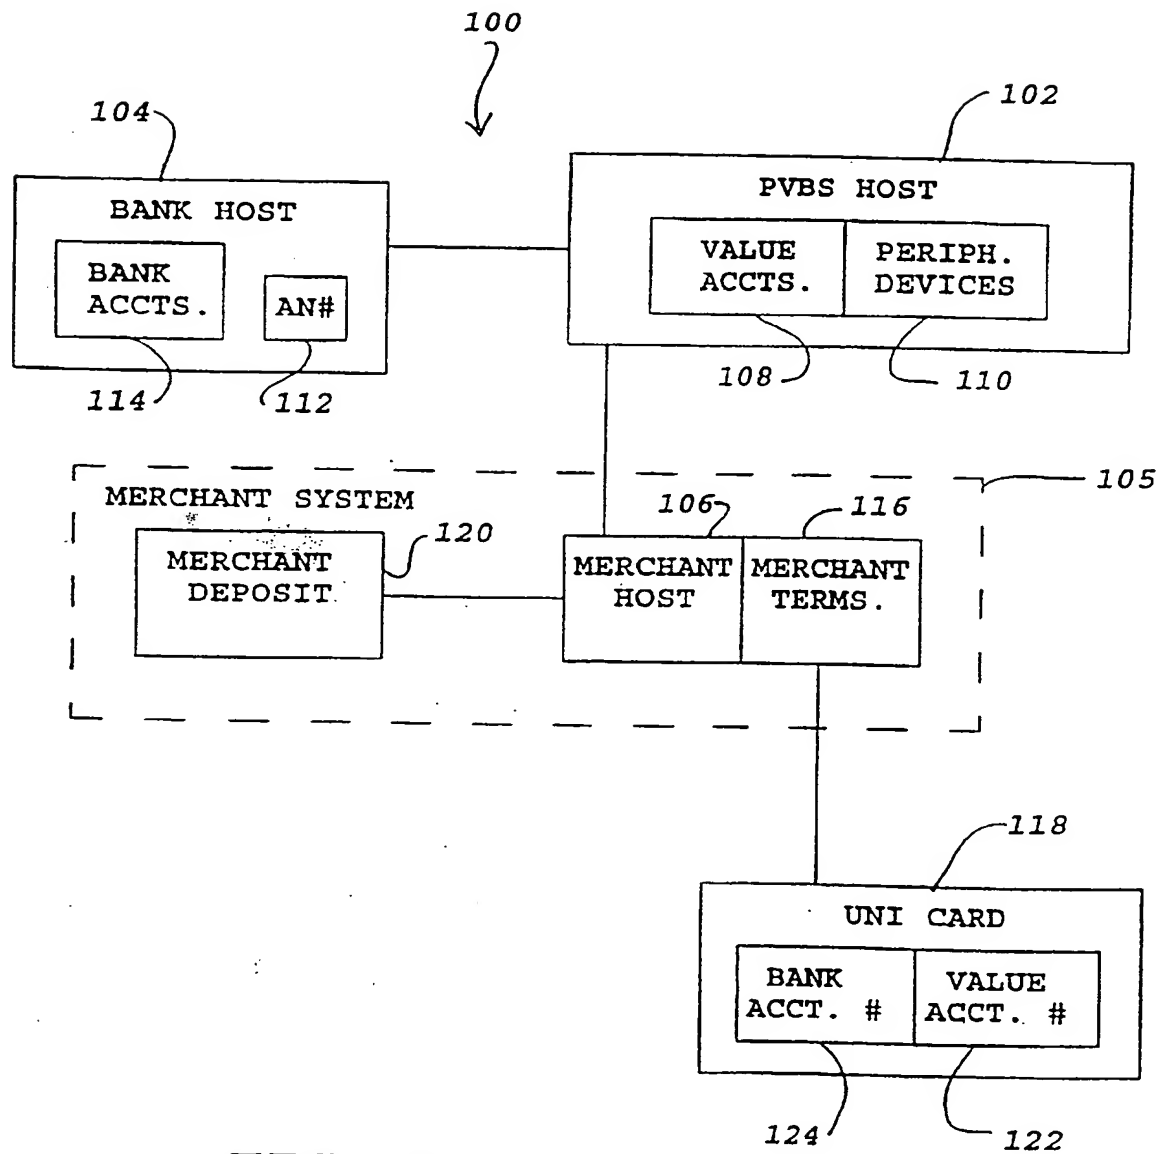 100
104
102
BANK HOST
PVBS HOST
BANK
ACCTS.
AN#
VALUE
ACCTS.
PERIPH.
DEVICES
114
112
108
110
105
MERCHANT SYSTEM
106
116
120
MERCHANT
DEPOSIT
MERCHANT
HOST
MERCHANT
TERMS.
118
UNI CARD
BANK
ACCT. #
VALUE
ACCT. #
124
122